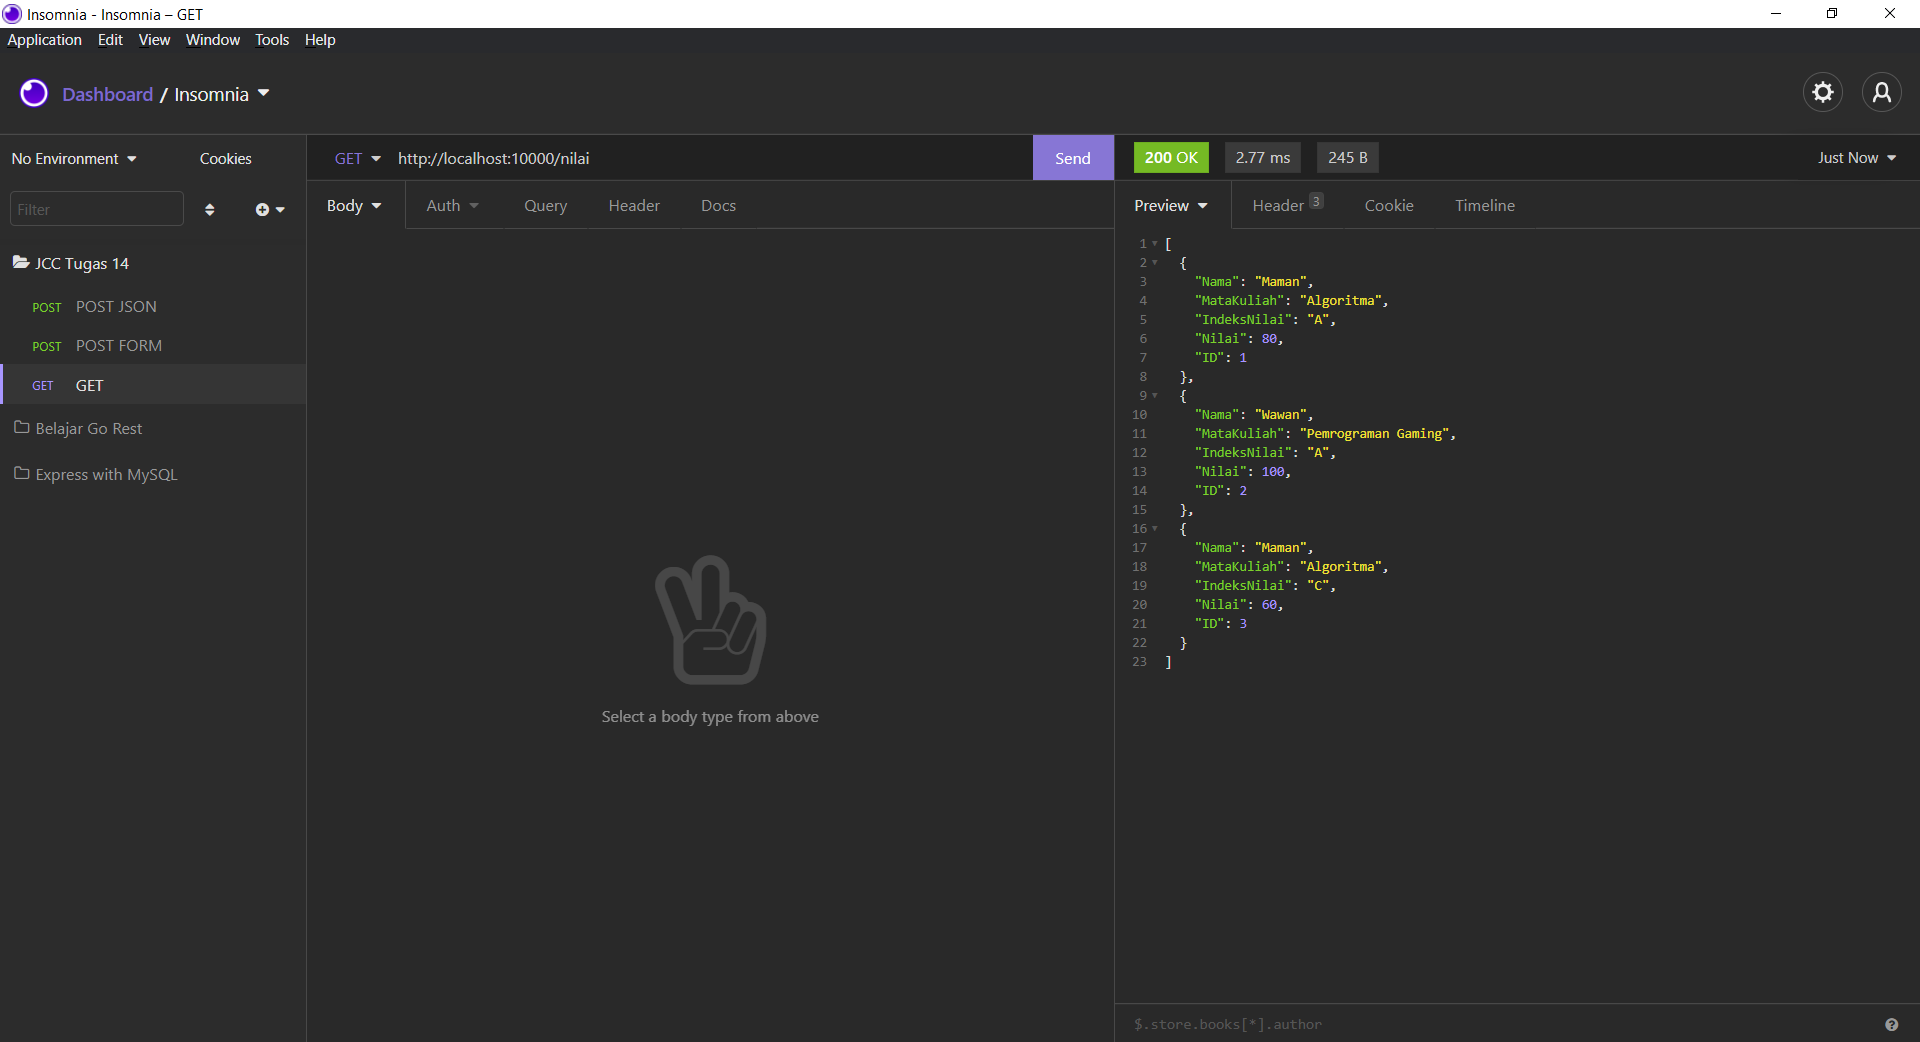 Insomnia - Insomnia – GET
Application Edit View Window Tools Help
Dashboard / Insomnia
No Environment Cookies
Filter
JCC Tugas 14
POST POST JSON
POST POST FORM
GET GET
Belajar Go Rest
Express with MySQL
GET http://localhost:10000/nilai Send
Body Auth Query Header Docs
Select a body type from above
200 OK 2.77 ms 245 B Just Now
Preview Header 3 Cookie Timeline
1 [
2 {
3 "Nama": "Maman",
4 "MataKuliah": "Algoritma",
5 "IndeksNilai": "A",
6 "Nilai": 80,
7 "ID": 1
8 },
9 {
10 "Nama": "Wawan",
11 "MataKuliah": "Pemrograman Gaming",
12 "IndeksNilai": "A",
13 "Nilai": 100,
14 "ID": 2
15 },
16 {
17 "Nama": "Maman",
18 "MataKuliah": "Algoritma",
19 "IndeksNilai": "C",
20 "Nilai": 60,
21 "ID": 3
22 }
23 ]
$.store.books[*].author